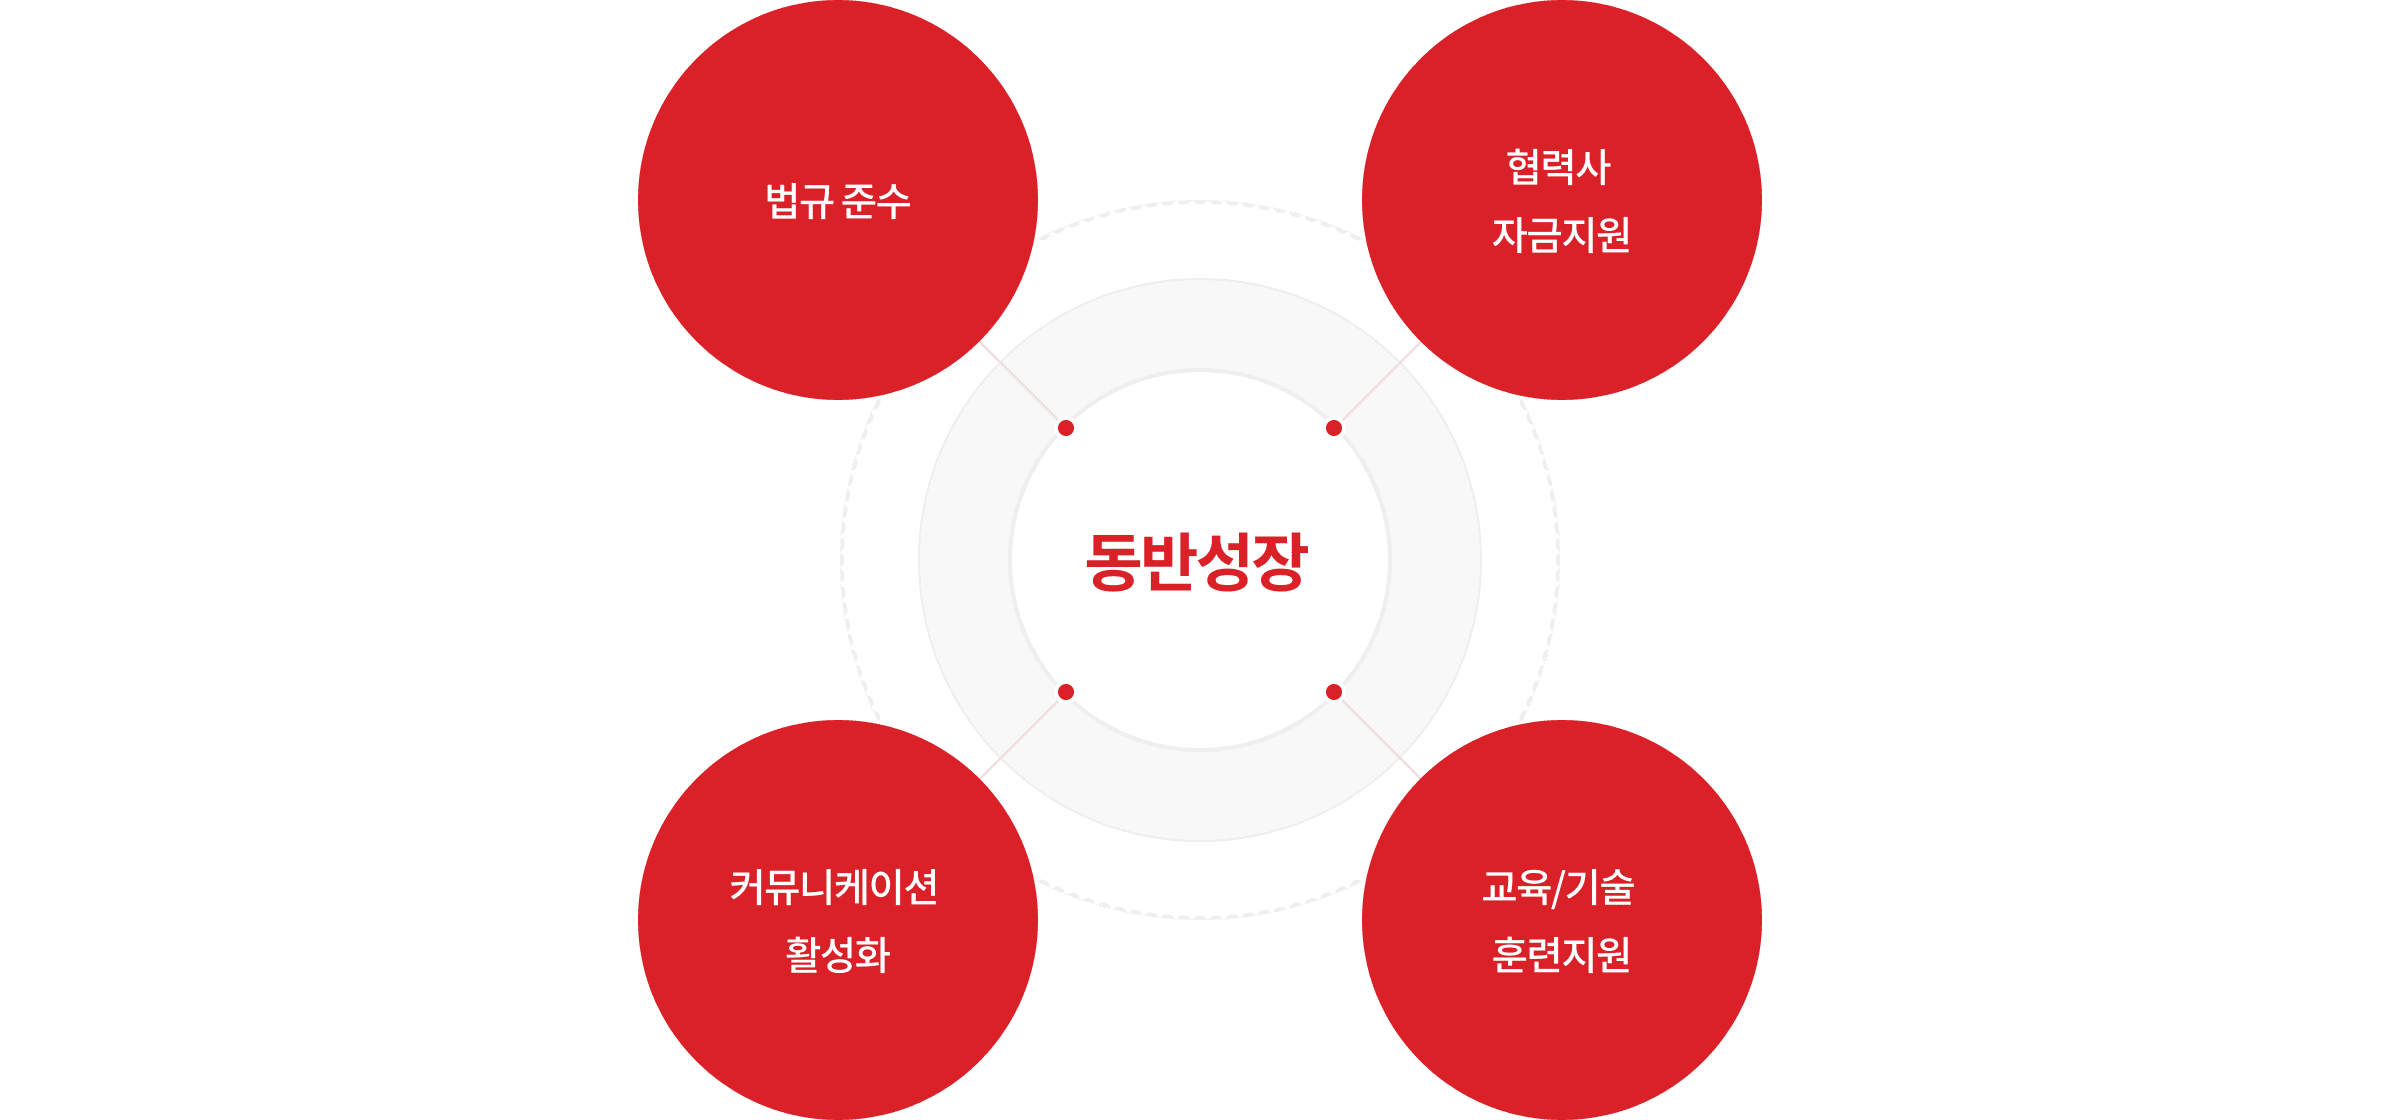 법규 준수
협력사
자금지원
동반성장
커뮤니케이션
활성화
교육/기술
훈련지원